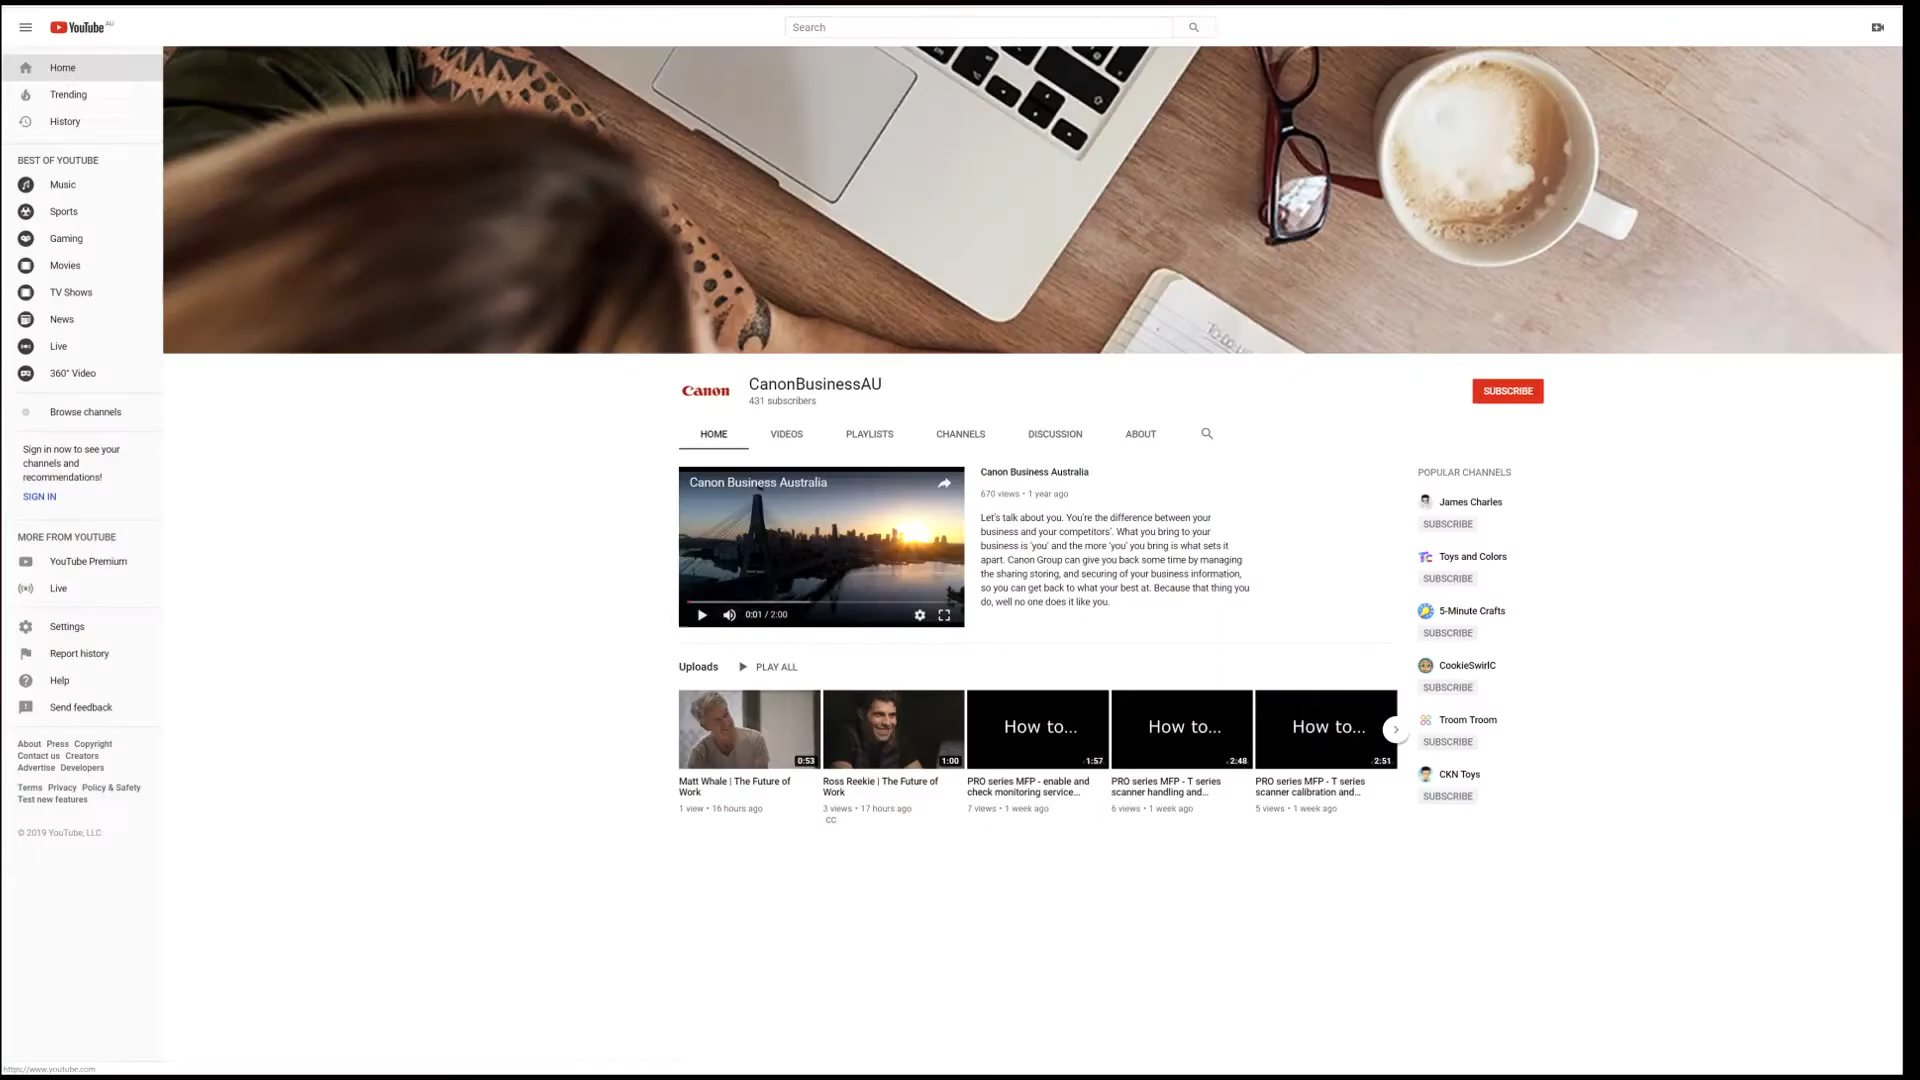 YouTube AU
Search
Home
Trending
History
BEST OF YOUTUBE
Music
Sports
Gaming
Movies
TV Shows
News
Live
360° Video
Browse channels
Sign in now to see your
channels and
recommendations!
SIGN IN
MORE FROM YOUTUBE
YouTube Premium
Live
Settings
Report history
Help
Send feedback
About Press Copyright
Contact us Creators
Advertise Developers
Terms Privacy Policy & Safety
Test new features
© 2019 YouTube, LLC
https://www.youtube.com
TO-DO LI
Canon
CanonBusinessAU
431 subscribers
SUBSCRIBE
HOME
VIDEOS
PLAYLISTS
CHANNELS
DISCUSSION
ABOUT
Canon Business Australia
0:01 / 2:00
Canon Business Australia
670 views • 1 year ago
Let's talk about you. You're the difference between your
business and your competitors'. What you bring to your
business is 'you' and the more 'you' you bring is what sets it
apart. Canon Group can give you back some time by managing
the sharing storing, and securing of your business information,
so you can get back to what your best at. Because that thing you
do, well no one does it like you.
Uploads
PLAY ALL
0:53
Matt Whale | The Future of
Work
1 view • 16 hours ago
1:00
Ross Reekie | The Future of
Work
3 views • 17 hours ago
CC
How to...
1:57
PRO series MFP - enable and
check monitoring service...
7 views • 1 week ago
How to...
2:48
PRO series MFP - T series
scanner handling and...
6 views • 1 week ago
How to...
2:51
PRO series MFP - T series
scanner calibration and...
5 views • 1 week ago
POPULAR CHANNELS
James Charles
SUBSCRIBE
Toys and Colors
SUBSCRIBE
5-Minute Crafts
SUBSCRIBE
CookieSwirlC
SUBSCRIBE
Troom Troom
SUBSCRIBE
CKN Toys
SUBSCRIBE